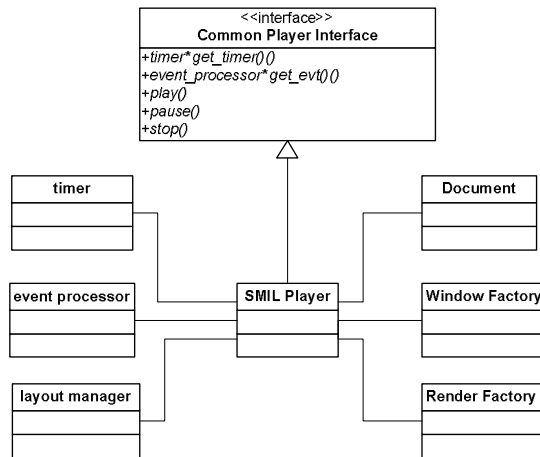 <<interface>>
Common Player Interface
+timer*get_timer()()
+event_processor*get_evt()()
+play()
+pause()
+stop()
timer
Document
event processor
SMIL Player
Window Factory
layout manager
Render Factory